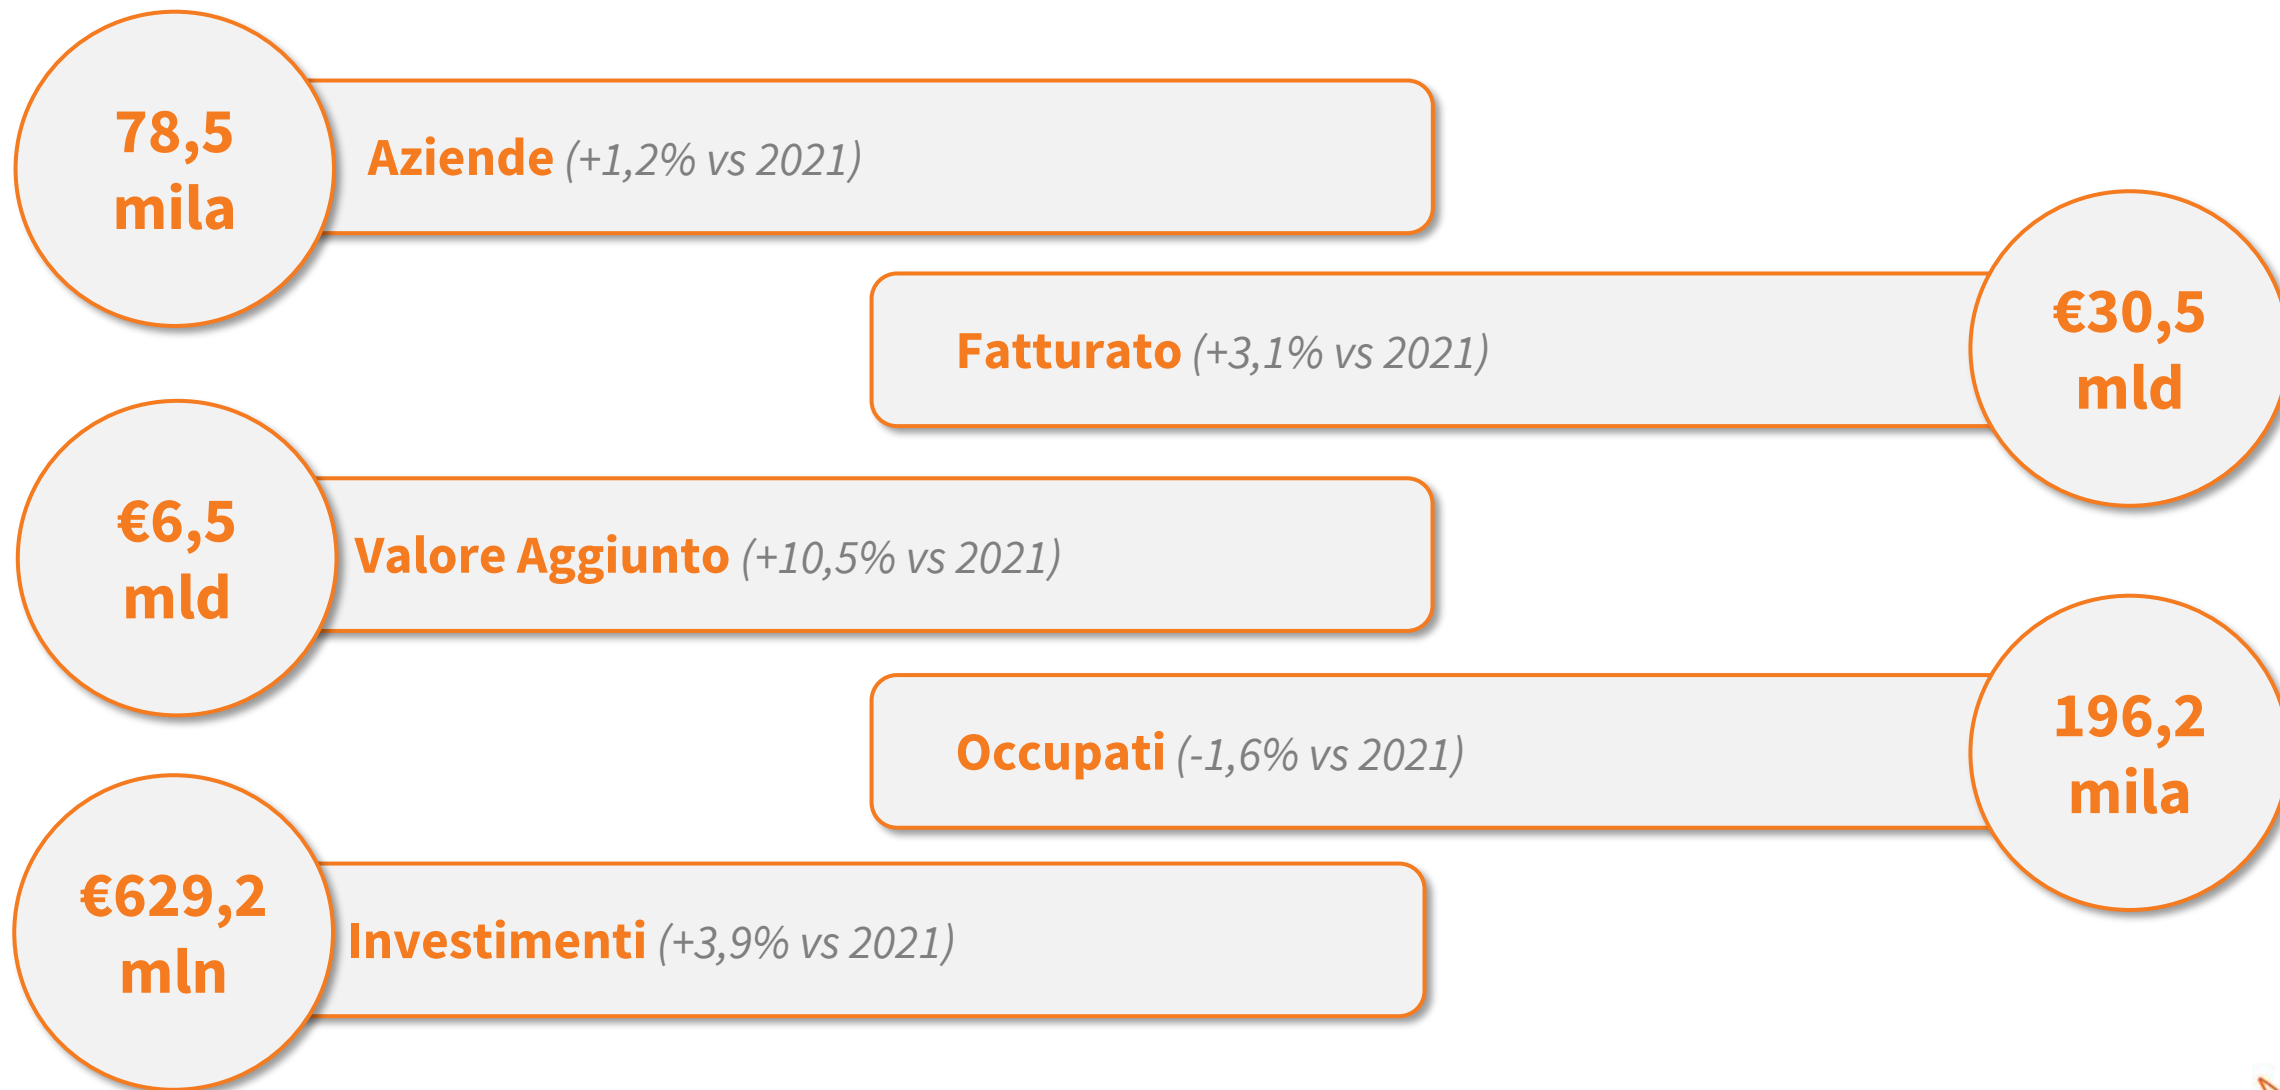 78,5
mila
Aziende (+1,2% vs 2021)
Fatturato (+3,1% vs 2021)
€30,5
mld
€6,5
mld
Valore Aggiunto (+10,5% vs 2021)
Occupati (-1,6% vs 2021)
196,2
mila
€629,2
mln
Investimenti (+3,9% vs 2021)